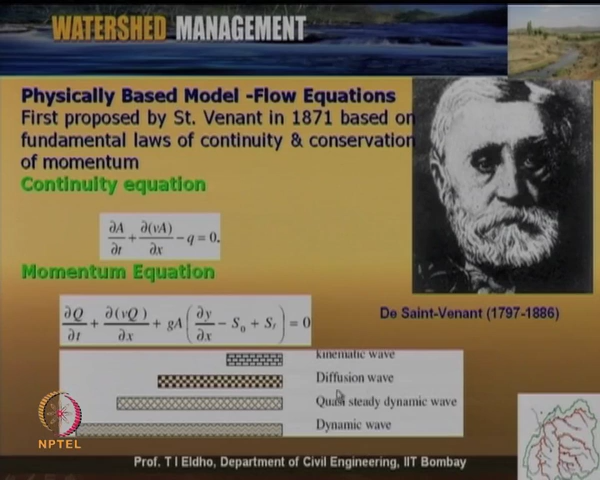 WATERSHED MANAGEMENT
Physically Based Model -Flow Equations
First proposed by St. Venant in 1871 based on
fundamental laws of continuity & conservation
of momentum
Continuity equation
∂A/∂t + ∂(vA)/∂x − q = 0.
Momentum Equation
∂Q/∂t + ∂(vQ)/∂x + gA(∂y/∂x − S₀ + S_f) = 0
De Saint-Venant (1797-1886)
kinematic wave
Diffusion wave
Quasi steady dynamic wave
Dynamic wave
NPTEL
Prof. T I Eldho, Department of Civil Engineering, IIT Bombay